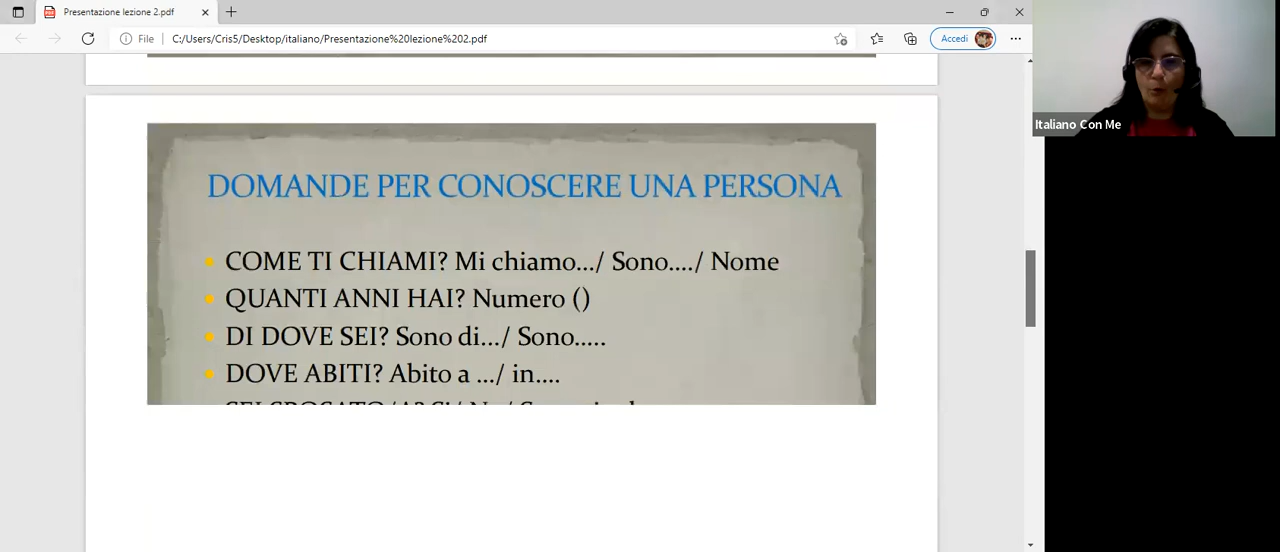 Presentazione lezione 2.pdf
File
C:/Users/Cris5/Desktop/italiano/Presentazione%20lezione%202.pdf
Accedi
Italiano Con Me
DOMANDE PER CONOSCERE UNA PERSONA
COME TI CHIAMI? Mi chiamo.../ Sono..../ Nome
QUANTI ANNI HAI? Numero ()
DI DOVE SEI? Sono di.../ Sono.....
DOVE ABITI? Abito a .../ in....